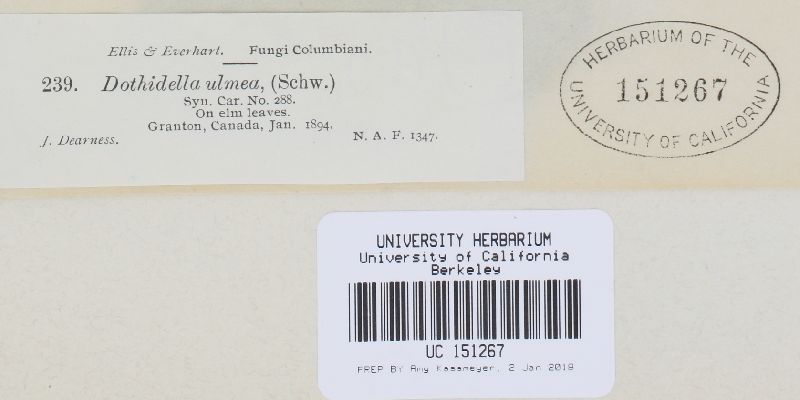 Ellis & Everhart. Fungi Columbiani.
239. Dothidella ulmea, (Schw.)
Syn. Car. No. 288.
On elm leaves.
Granton, Canada, Jan. 1894.
J. Dearness. N. A. F. 1347.
HERBARIUM OF THE
151267
UNIVERSITY OF CALIFORNIA
UNIVERSITY HERBARIUM
University of California
Berkeley
UC 151267
PREP BY Amy Kasameyer, 2 Jan 2019